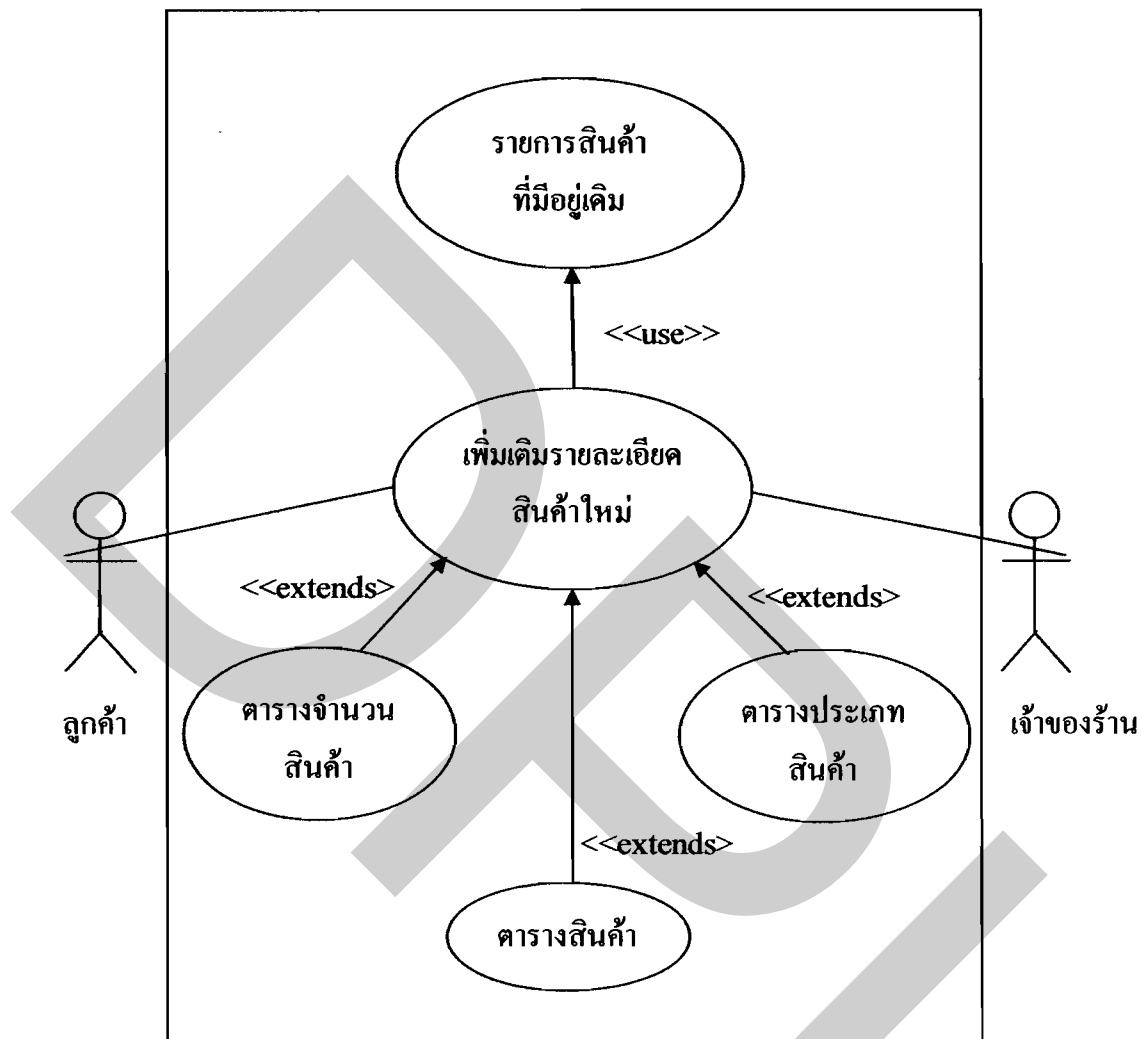 รายการสินค้า
ที่มีอยู่เดิม
<<use>>
เพิ่มเติมรายละเอียด
สินค้าใหม่
<<extends>
<<extends>
ลูกค้า
ตารางจำนวน
สินค้า
ตารางประเภท
สินค้า
เจ้าของร้าน
<<extends>
ตารางสินค้า